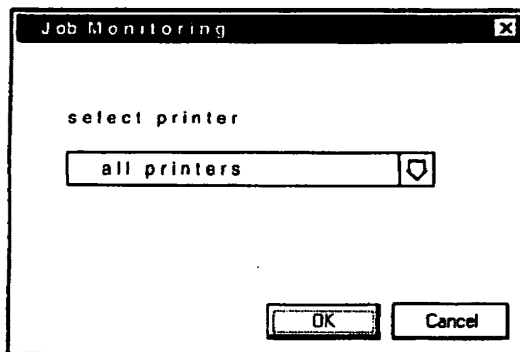 Job Monitoring
select printer
all printers
OK Cancel